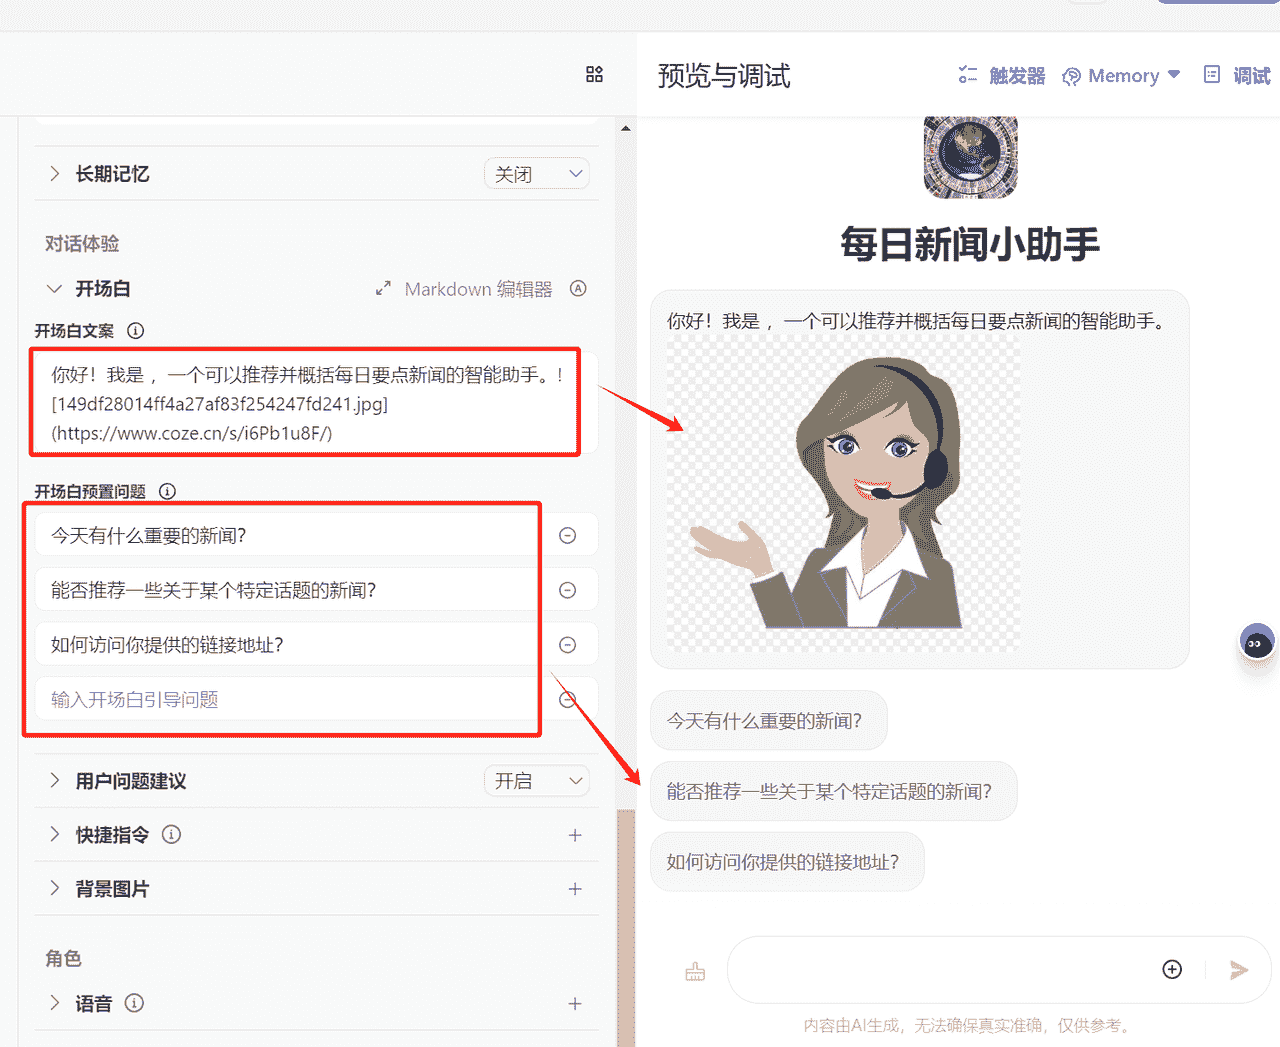 预览与调试
触发器
Memory
调试
长期记忆
关闭
对话体验
开场白
Markdown 编辑器
开场白文案
你好！我是 ，一个可以推荐并概括每日要点新闻的智能助手。!
[149df28014ff4a27af83f254247fd241.jpg]
(https://www.coze.cn/s/i6Pb1u8F/)
开场白预置问题
今天有什么重要的新闻？
能否推荐一些关于某个特定话题的新闻？
如何访问你提供的链接地址？
输入开场白引导问题
用户问题建议
开启
快捷指令
背景图片
角色
语音
每日新闻小助手
你好！我是 ，一个可以推荐并概括每日要点新闻的智能助手。
今天有什么重要的新闻？
能否推荐一些关于某个特定话题的新闻？
如何访问你提供的链接地址？
内容由AI生成，无法确保真实准确，仅供参考。